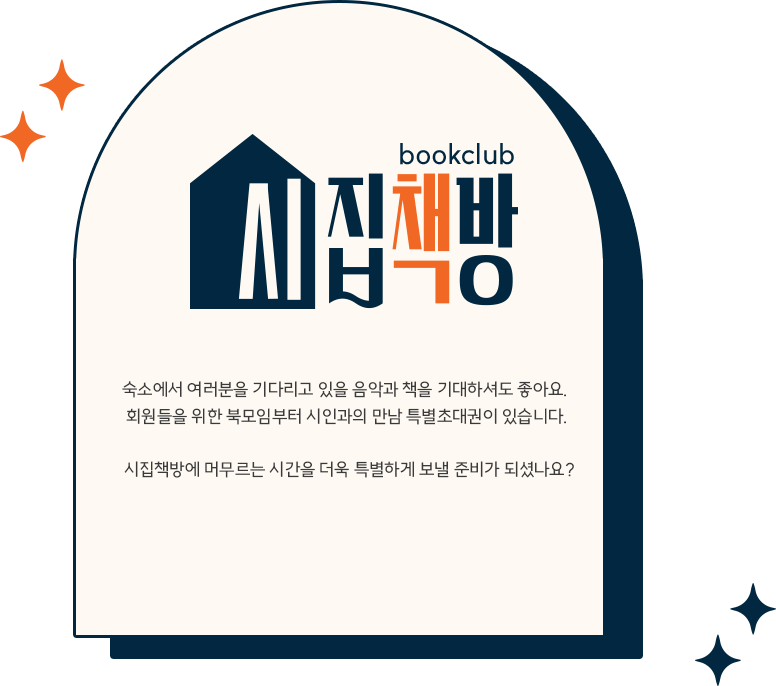 bookclub
시집책방
숙소에서 여러분을 기다리고 있을 음악과 책을 기대하셔도 좋아요.
회원들을 위한 북모임부터 시인과의 만남 특별초대권이 있습니다.
시집책방에 머무르는 시간을 더욱 특별하게 보낼 준비가 되셨나요?